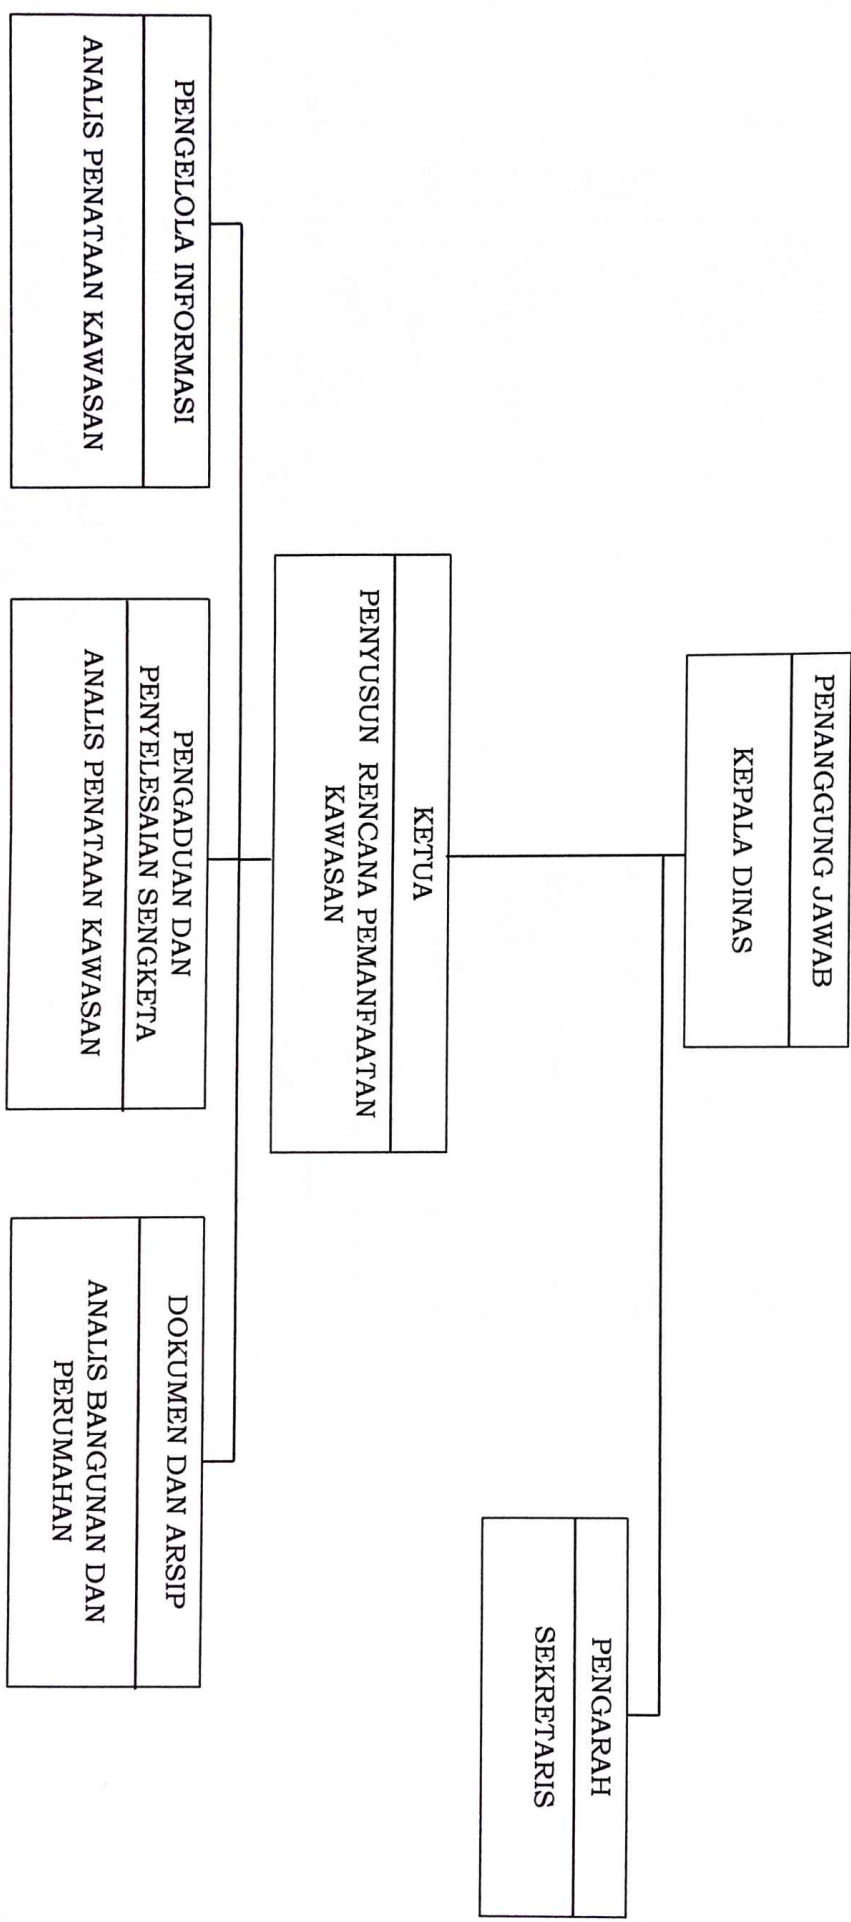 PENANGGUNG JAWAB
KEPALA DINAS
PENGARAH
SEKRETARIS
KETUA
PENYUSUN RENCANA PEMANFAATAN
KAWASAN
PENGELOLA INFORMASI
ANALIS PENATAAN KAWASAN
PENGADUAN DAN
PENYELESAIAN SENGKETA
ANALIS PENATAAN KAWASAN
DOKUMEN DAN ARSIP
ANALIS BANGUNAN DAN
PERUMAHAN